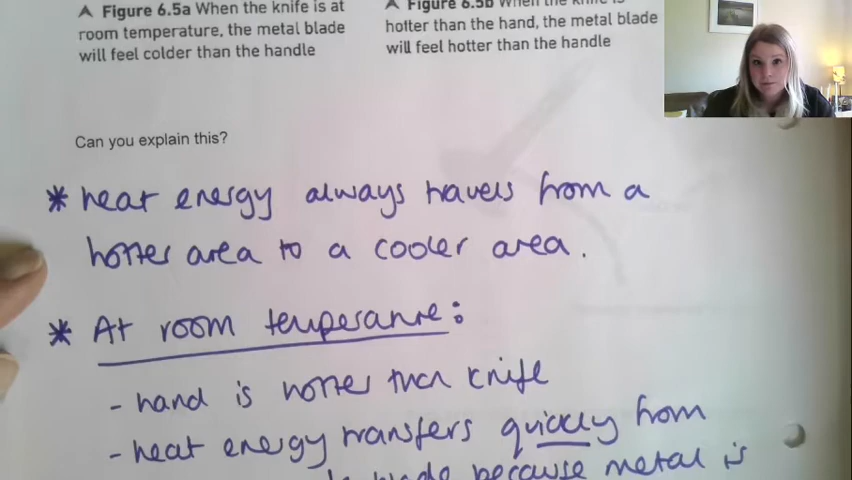 Figure 6.5a When the knife is at
room temperature, the metal blade
will feel colder than the handle
Figure 6.5b When the knife is
hotter than the hand, the metal blade
will feel hotter than the handle
Can you explain this?
* heat energy always travels from a
hotter area to a cooler area.
* At room temperature:
- hand is hotter than knife
- heat energy transfers quickly from
blade because metal is